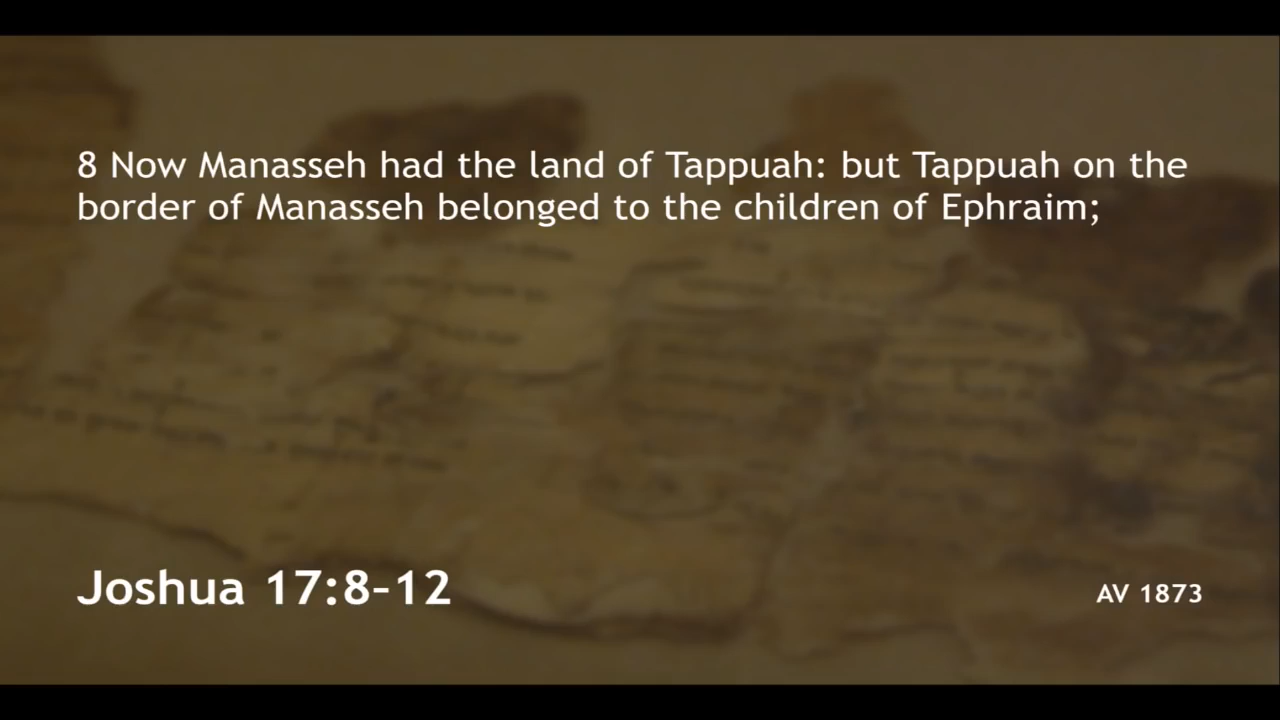 8 Now Manasseh had the land of Tappuah: but Tappuah on the
border of Manasseh belonged to the children of Ephraim;
Joshua 17:8–12
AV 1873